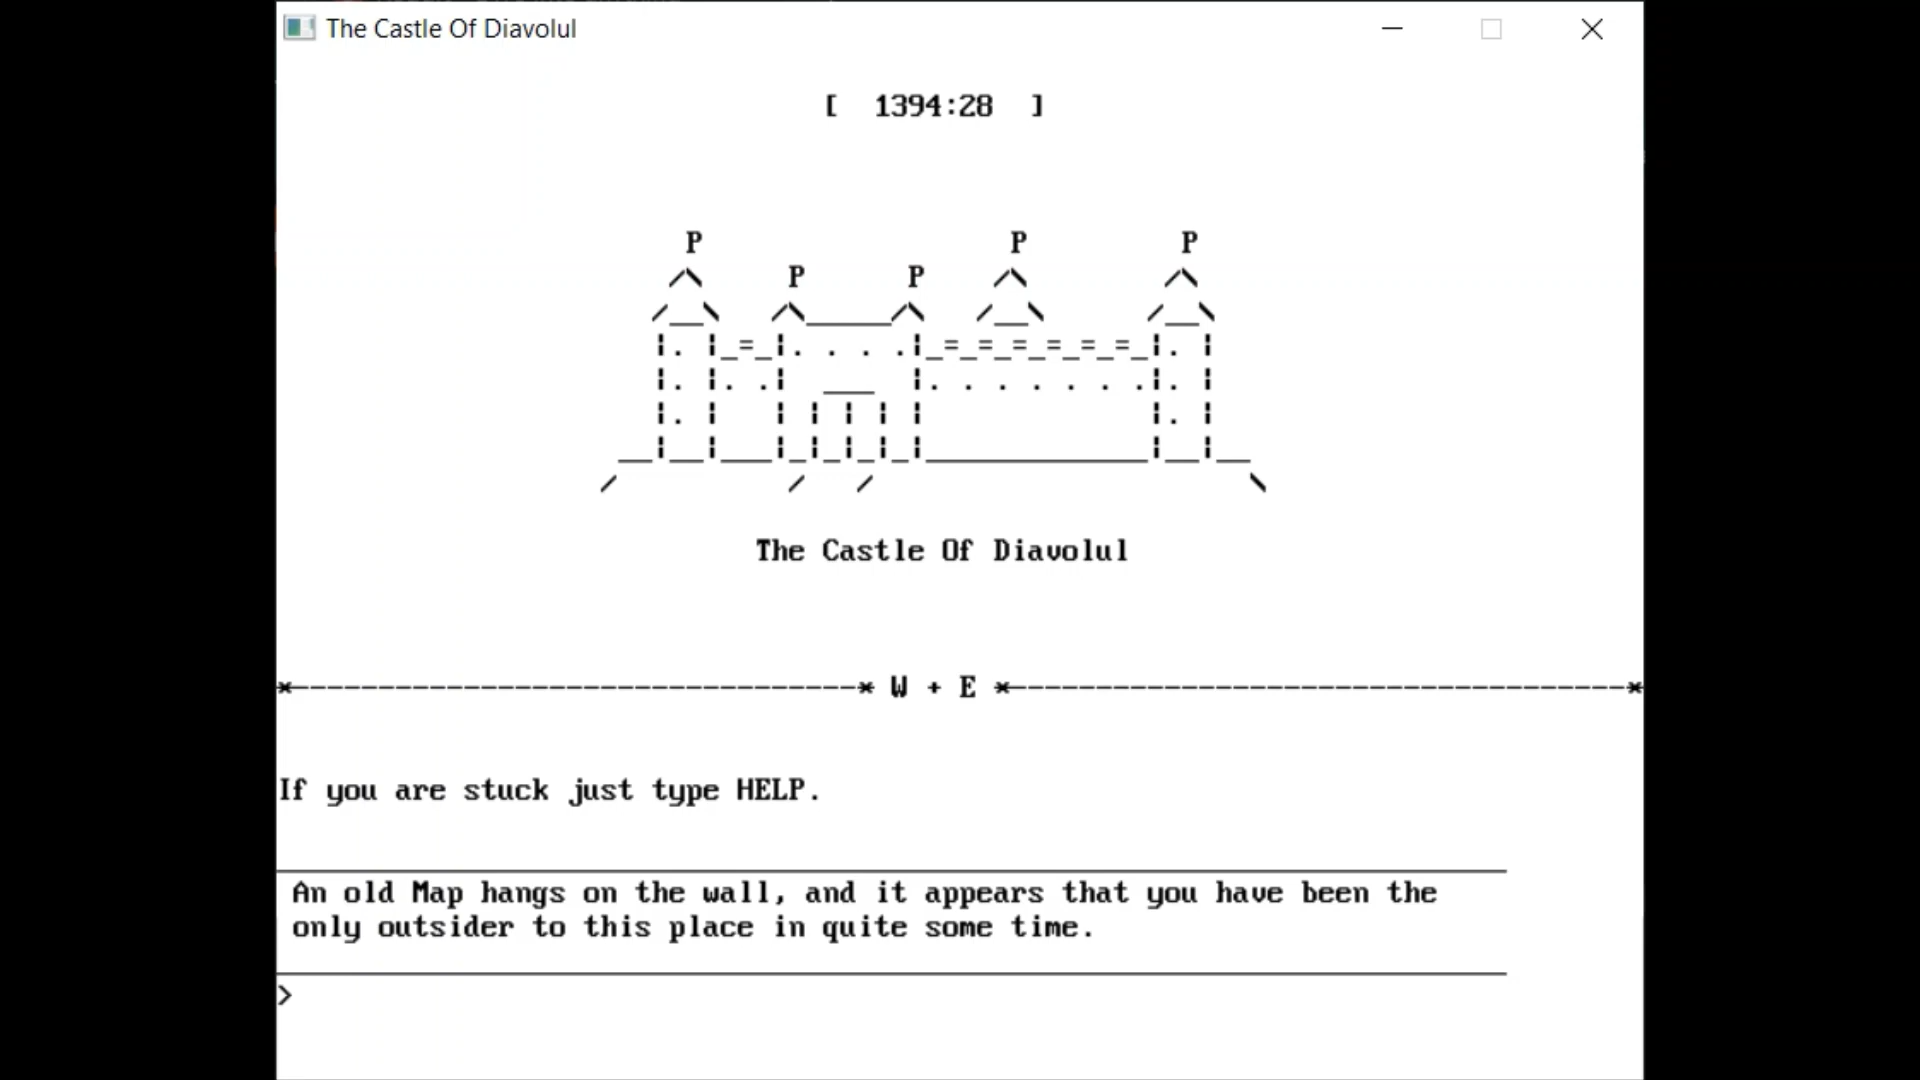 The Castle Of Diavolul
[ 1394:28 ]
P P P
P P
The Castle Of Diavolul
W + E
If you are stuck just type HELP.
An old Map hangs on the wall, and it appears that you have been the
only outsider to this place in quite some time.
>